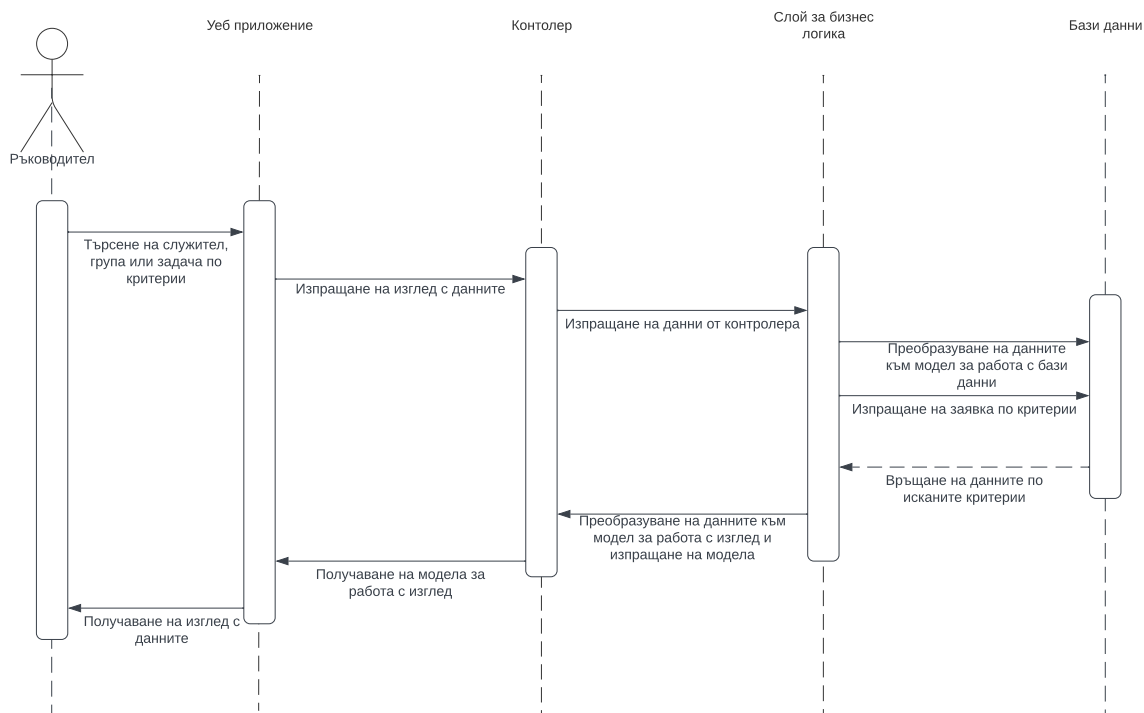 Уеб приложение
Контолер
Слой за бизнес
логика
Бази данни
Ръководител
Търсене на служител,
група или задача по
критерии
Изпращане на изглед с данните
Изпращане на данни от контролера
Преобразуване на данните
към модел за работа с бази
данни
Изпращане на заявка по критерии
Връщане на данните по
исканите критерии
Преобразуване на данните към
модел за работа с изглед и
изпращане на модела
Получаване на модела за
работа с изглед
Получаване на изглед с
данните